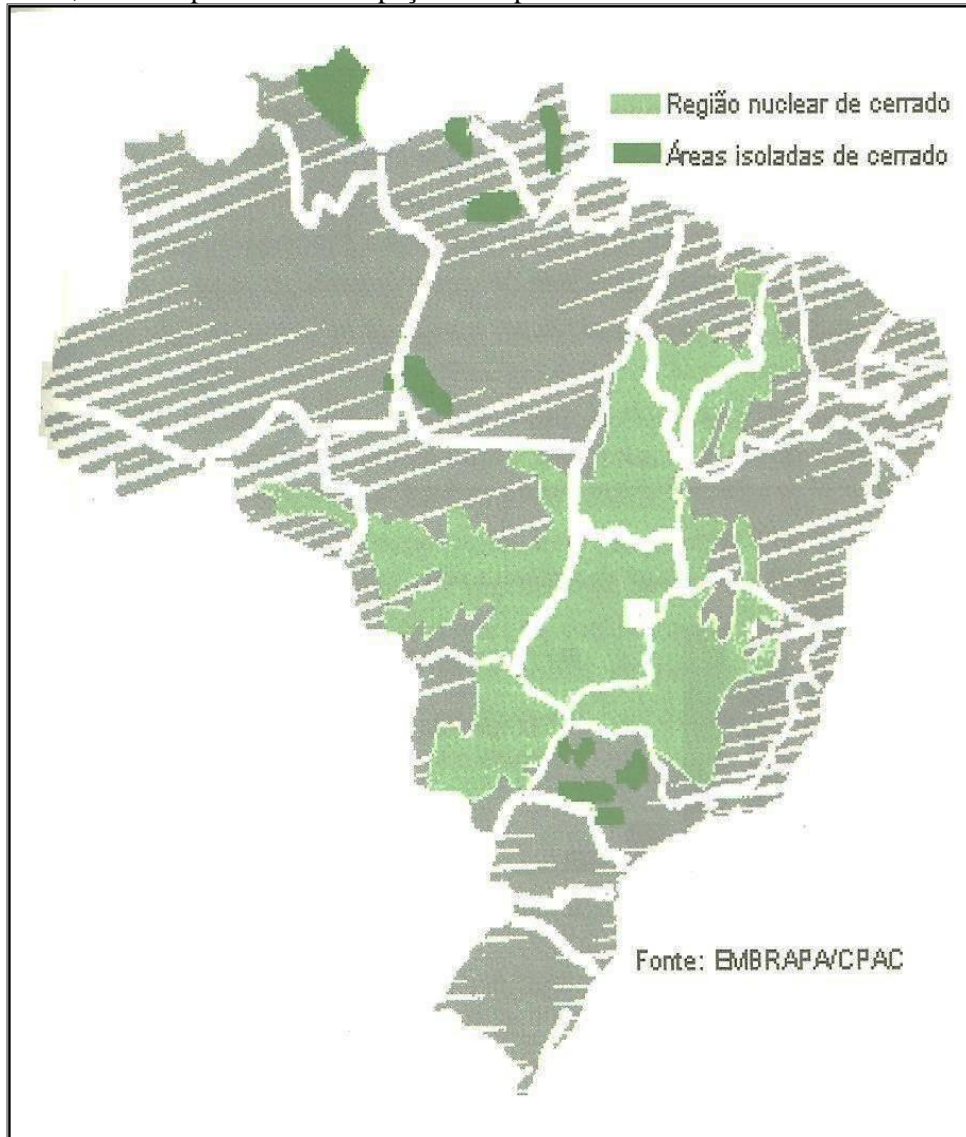 Região nuclear de cerrado
Áreas isoladas de cerrado
Fonte: EMBRAPA/CPAC